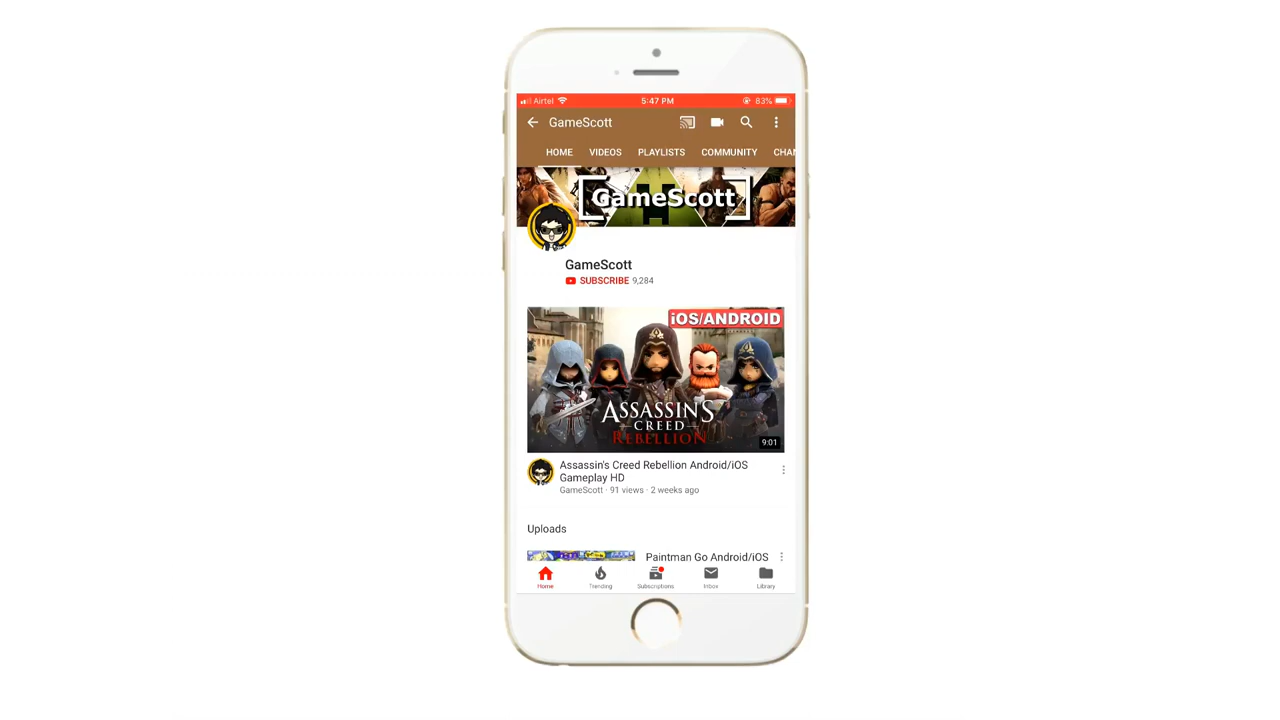 Airtel 5:47 PM 83%
GameScott
HOME VIDEOS PLAYLISTS COMMUNITY CHAN
GameScott
GameScott
SUBSCRIBE 9,284
iOS/ANDROID
ASSASSIN'S
CREED
REBELLION
9:01
Assassin's Creed Rebellion Android/iOS
Gameplay HD
GameScott · 91 views · 2 weeks ago
Uploads
Paintman Go Android/iOS
Home Trending Subscriptions Inbox Library